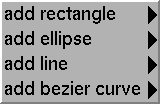 add rectangle
add ellipse
add line
add bezier curve